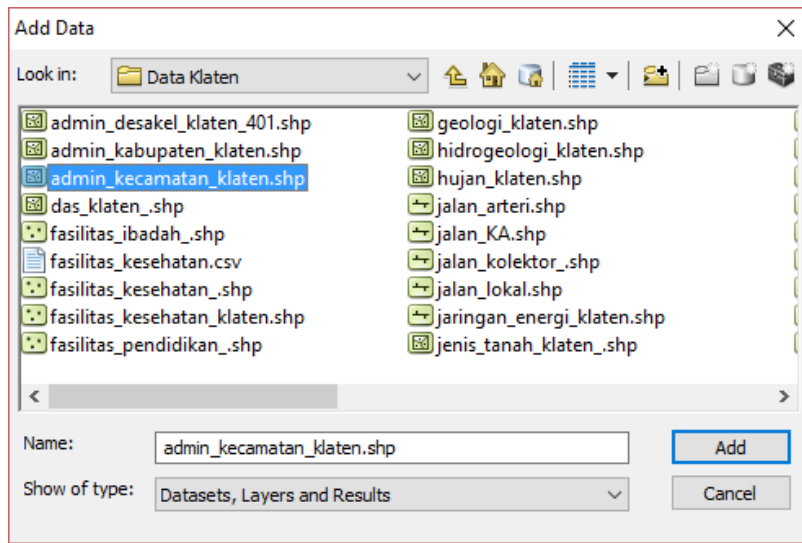 Add Data
Look in:
Data Klaten
admin_desakel_klaten_401.shp
admin_kabupaten_klaten.shp
admin_kecamatan_klaten.shp
das_klaten_.shp
fasilitas_ibadah_.shp
fasilitas_kesehatan.csv
fasilitas_kesehatan_.shp
fasilitas_kesehatan_klaten.shp
fasilitas_pendidikan_.shp
geologi_klaten.shp
hidrogeologi_klaten.shp
hujan_klaten.shp
jalan_arteri.shp
jalan_KA.shp
jalan_kolektor_.shp
jalan_lokal.shp
jaringan_energi_klaten.shp
jenis_tanah_klaten_.shp
Name:
admin_kecamatan_klaten.shp
Add
Show of type:
Datasets, Layers and Results
Cancel